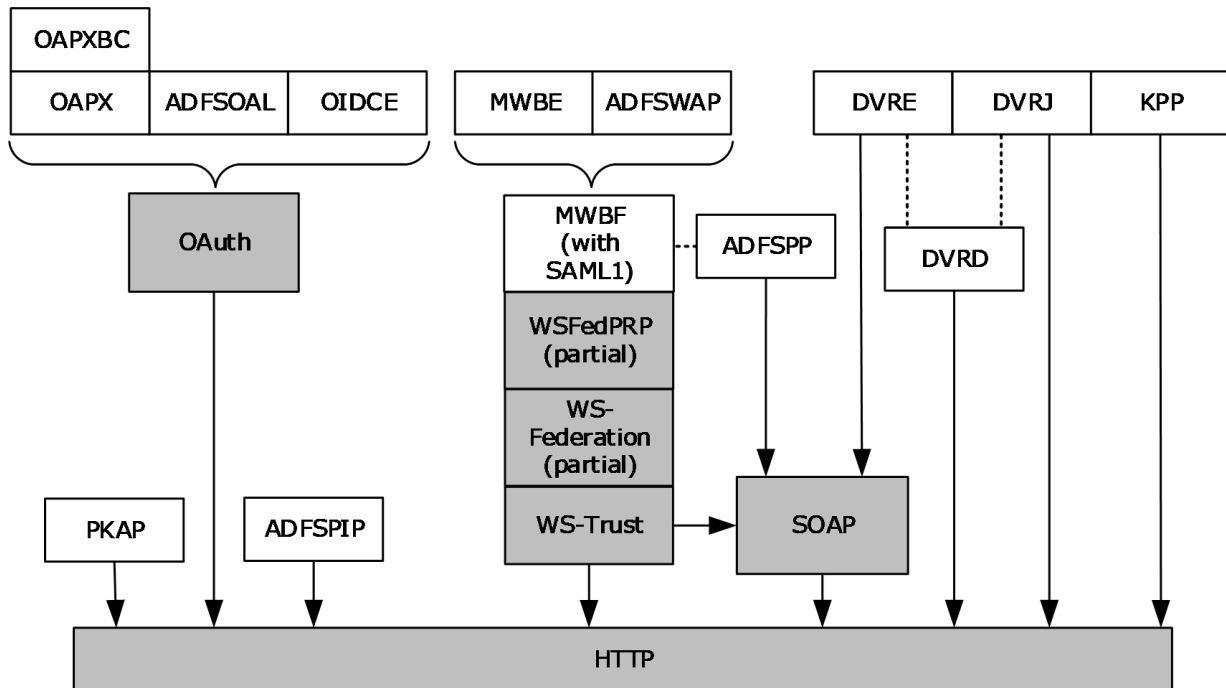 OAPXBC
OAPX
ADFSOAL
OIDCE
MWBE
ADFSWAP
DVRE
DVRJ
KPP
OAuth
MWBF
(with
SAML1)
ADFSPP
DVRD
WSFedPRP
(partial)
WS-
Federation
(partial)
PKAP
ADFSPIP
WS-Trust
SOAP
HTTP